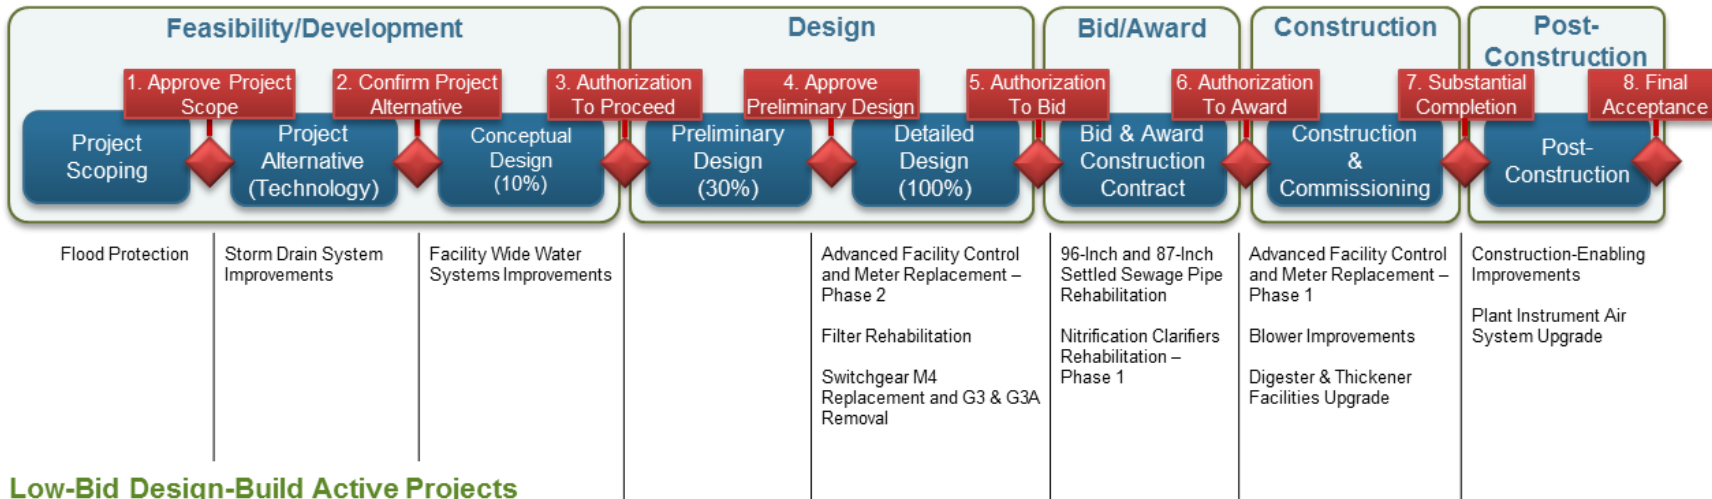 Feasibility/Development
Design
Bid/Award
Construction
Post-
Construction
1. Approve Project
Scope
2. Confirm Project
Alternative
3. Authorization
To Proceed
4. Approve
Preliminary Design
5. Authorization
To Bid
6. Authorization
To Award
7. Substantial
Completion
8. Final
Acceptance
Project
Scoping
Project
Alternative
(Technology)
Conceptual
Design
(10%)
Preliminary
Design
(30%)
Detailed
Design
(100%)
Bid & Award
Construction
Contract
Construction
&
Commissioning
Post-
Construction
Flood Protection
Storm Drain System
Improvements
Facility Wide Water
Systems Improvements
Advanced Facility Control
and Meter Replacement –
Phase 2
Filter Rehabilitation
Switchgear M4
Replacement and G3 & G3A
Removal
96-Inch and 87-Inch
Settled Sewage Pipe
Rehabilitation
Nitrification Clarifiers
Rehabilitation –
Phase 1
Advanced Facility Control
and Meter Replacement –
Phase 1
Blower Improvements
Digester & Thickener
Facilities Upgrade
Construction-Enabling
Improvements
Plant Instrument Air
System Upgrade
Low-Bid Design-Build Active Projects